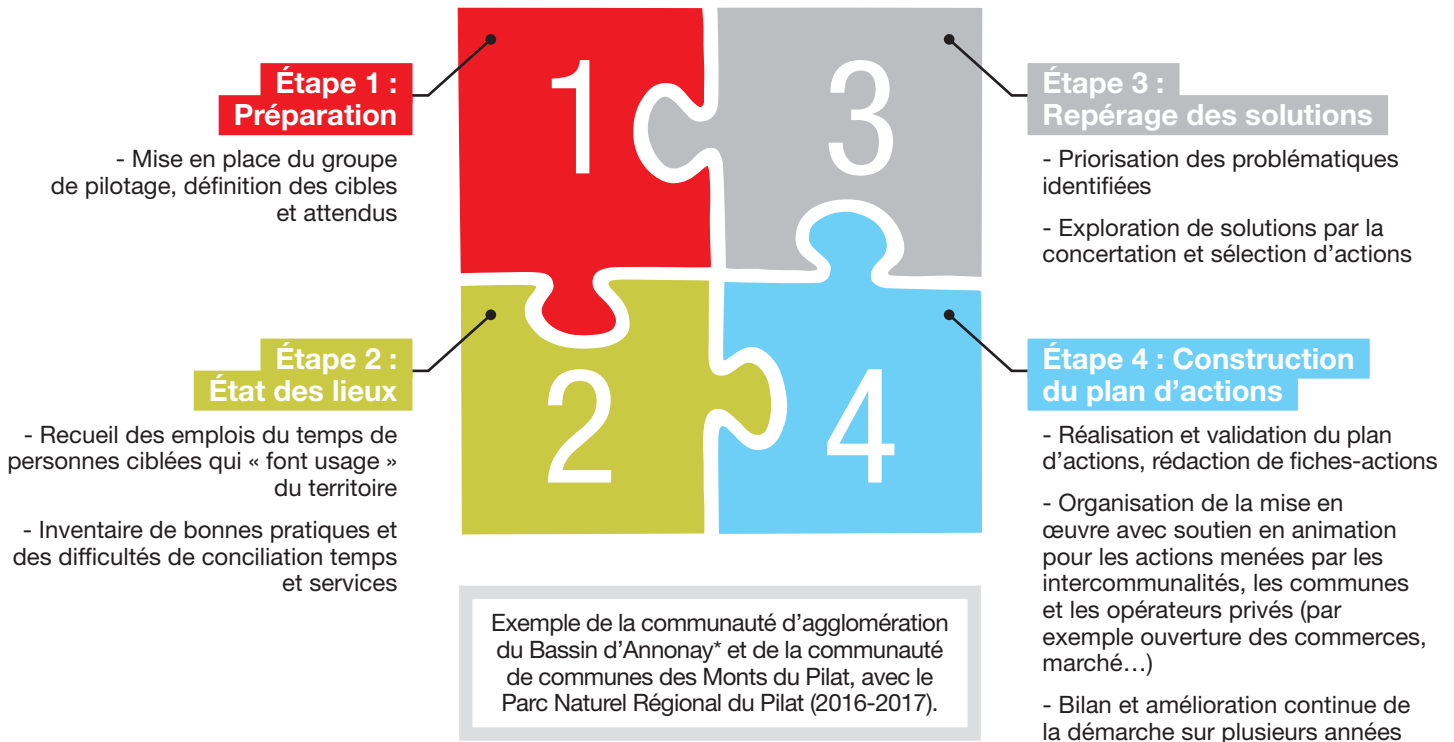 1
Étape 1 :
Préparation
- Mise en place du groupe
de pilotage, définition des cibles
et attendus
2
Étape 2 :
État des lieux
- Recueil des emplois du temps de
personnes ciblées qui « font usage »
du territoire
- Inventaire de bonnes pratiques et
des difficultés de conciliation temps
et services
3
Étape 3 :
Repérage des solutions
- Priorisation des problématiques
identifiées
- Exploration de solutions par la
concertation et sélection d’actions
4
Étape 4 : Construction
du plan d’actions
- Réalisation et validation du plan
d’actions, rédaction de fiches-actions
- Organisation de la mise en
œuvre avec soutien en animation
pour les actions menées par les
intercommunalités, les communes
et les opérateurs privés (par
exemple ouverture des commerces,
marché…)
- Bilan et amélioration continue de
la démarche sur plusieurs années
Exemple de la communauté d’agglomération
du Bassin d’Annonay* et de la communauté
de communes des Monts du Pilat, avec le
Parc Naturel Régional du Pilat (2016-2017).